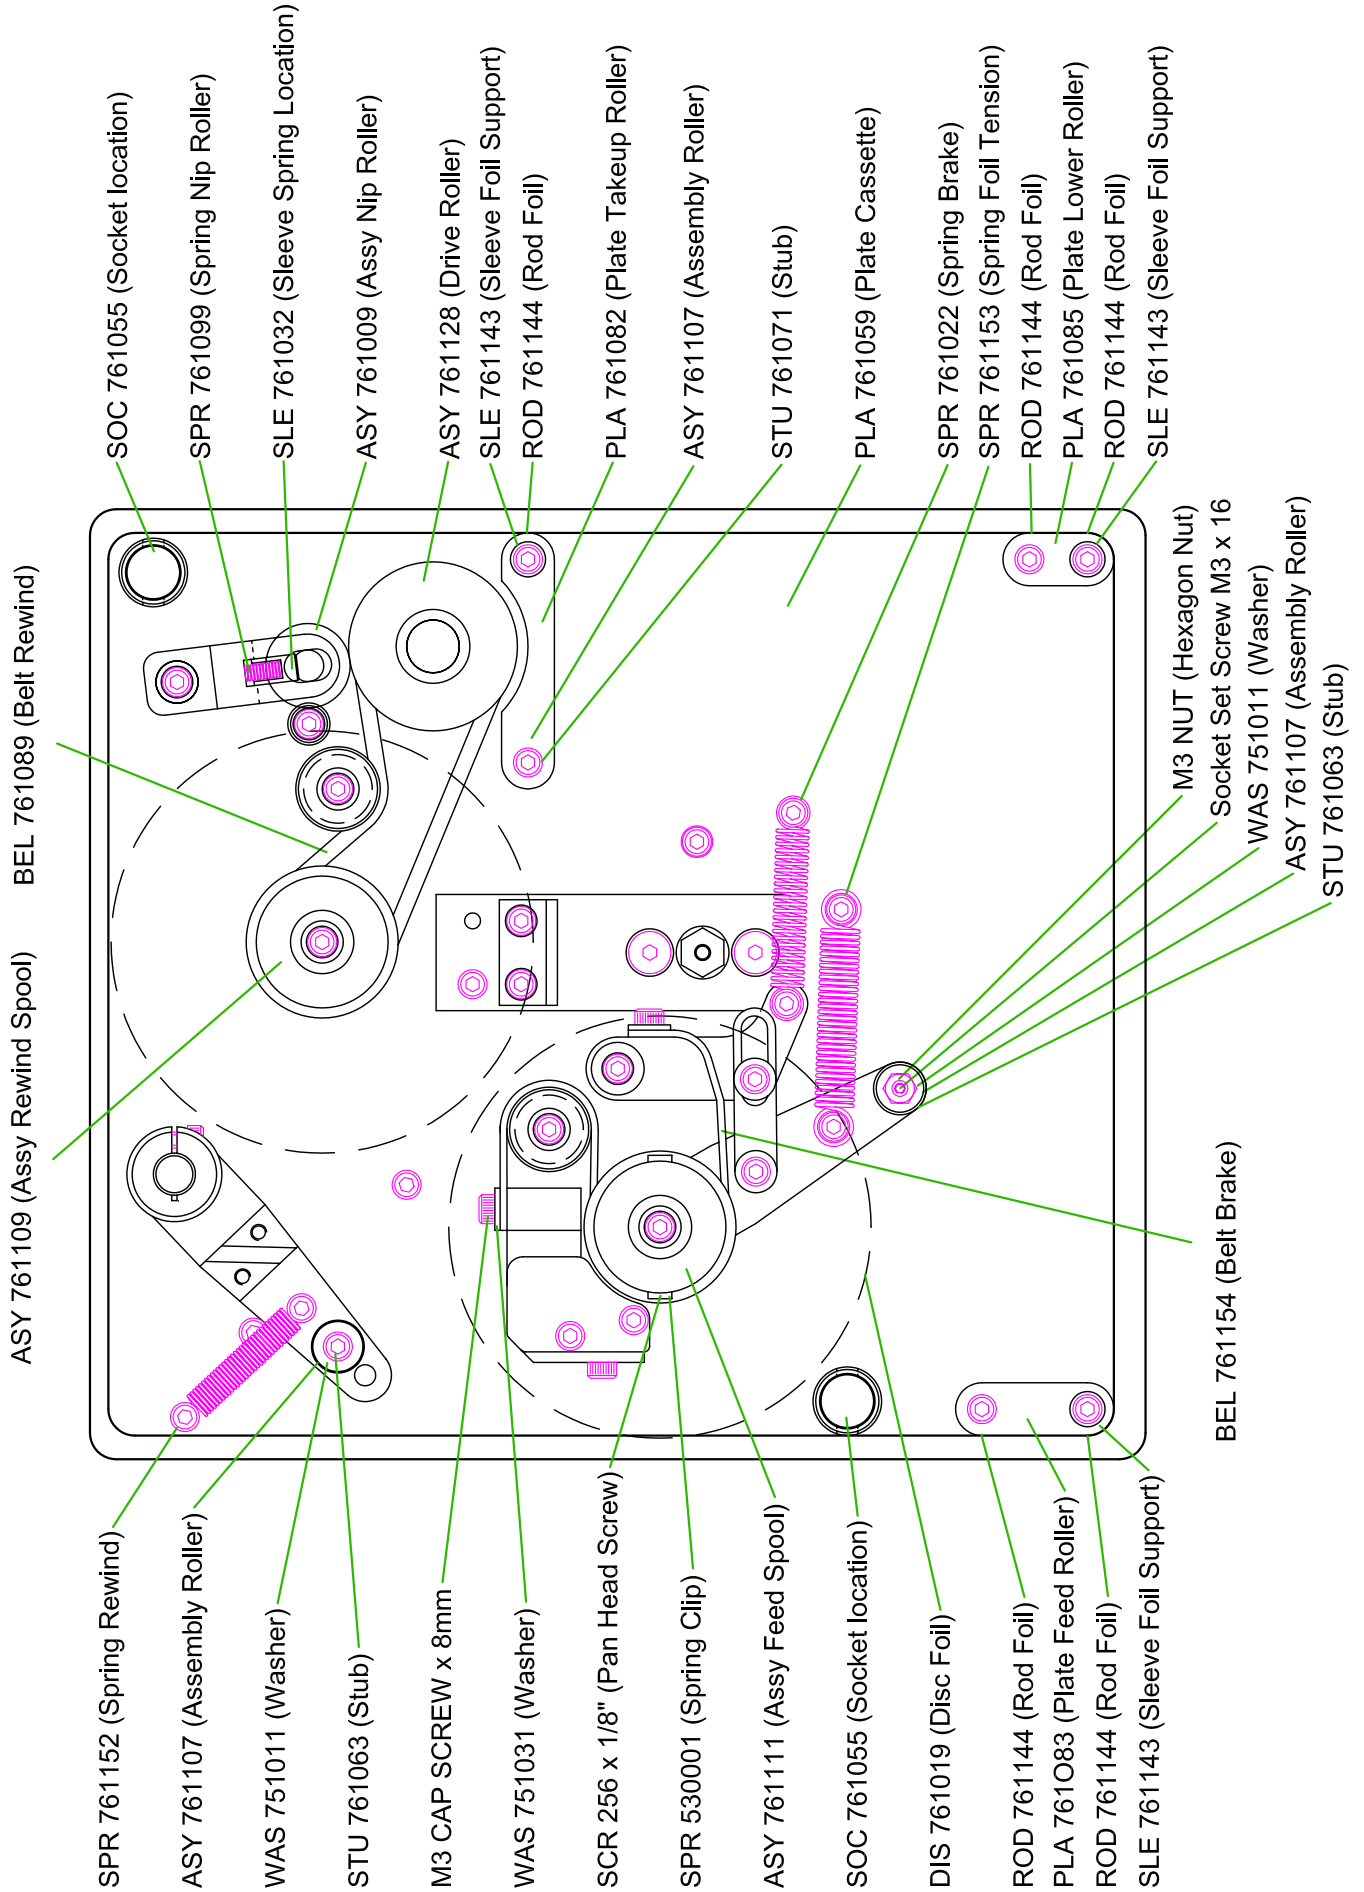 SPR 761152 (Spring Rewind)
ASY 761107 (Assembly Roller)
WAS 751011 (Washer)
STU 761063 (Stub)
M3 CAP SCREW x 8mm
WAS 751031 (Washer)
SCR 256 x 1/8" (Pan Head Screw)
SPR 530001 (Spring Clip)
ASY 761111 (Assy Feed Spool)
SOC 761055 (Socket location)
DIS 761019 (Disc Foil)
ROD 761144 (Rod Foil)
PLA 761O83 (Plate Feed Roller)
ROD 761144 (Rod Foil)
SLE 761143 (Sleeve Foil Support)
ASY 761109 (Assy Rewind Spool)
BEL 761089 (Belt Rewind)
BEL 761154 (Belt Brake)
M3 NUT (Hexagon Nut)
Socket Set Screw M3 x 16
WAS 751011 (Washer)
ASY 761107 (Assembly Roller)
STU 761063 (Stub)
SOC 761055 (Socket location)
SPR 761099 (Spring Nip Roller)
SLE 761032 (Sleeve Spring Location)
ASY 761009 (Assy Nip Roller)
ASY 761128 (Drive Roller)
SLE 761143 (Sleeve Foil Support)
ROD 761144 (Rod Foil)
PLA 761082 (Plate Takeup Roller)
ASY 761107 (Assembly Roller)
STU 761071 (Stub)
PLA 761059 (Plate Cassette)
SPR 761022 (Spring Brake)
SPR 761153 (Spring Foil Tension)
ROD 761144 (Rod Foil)
PLA 761085 (Plate Lower Roller)
ROD 761144 (Rod Foil)
SLE 761143 (Sleeve Foil Support)